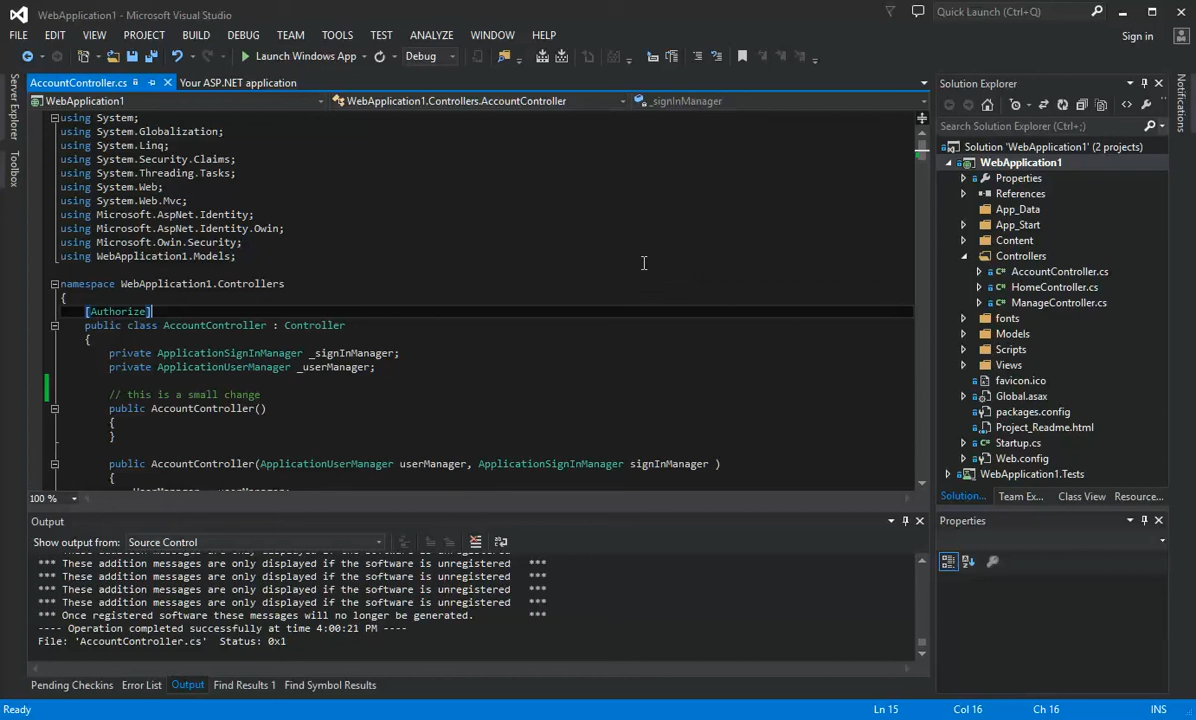 WebApplication1 - Microsoft Visual Studio
Quick Launch (Ctrl+Q)
FILE EDIT VIEW PROJECT BUILD DEBUG TEAM TOOLS TEST ANALYZE WINDOW HELP
Sign in
Launch Windows App Debug
Server Explorer
Toolbox
AccountController.cs Your ASP.NET application
WebApplication1 WebApplication1.Controllers.AccountController _signInManager
using System;
using System.Globalization;
using System.Linq;
using System.Security.Claims;
using System.Threading.Tasks;
using System.Web;
using System.Web.Mvc;
using Microsoft.AspNet.Identity;
using Microsoft.AspNet.Identity.Owin;
using Microsoft.Owin.Security;
using WebApplication1.Models;
namespace WebApplication1.Controllers
{
[Authorize]
public class AccountController : Controller
{
private ApplicationSignInManager _signInManager;
private ApplicationUserManager _userManager;
// this is a small change
public AccountController()
{
}
public AccountController(ApplicationUserManager userManager, ApplicationSignInManager signInManager )
{
100 %
Output
Show output from: Source Control
*** These addition messages are only displayed if the software is unregistered ***
*** These addition messages are only displayed if the software is unregistered ***
*** These addition messages are only displayed if the software is unregistered ***
*** These addition messages are only displayed if the software is unregistered ***
*** Once registered software these messages will no longer be generated. ***
---- Operation completed successfully at time 4:00:21 PM ----
File: 'AccountController.cs' Status: 0x1
Pending Checkins Error List Output Find Results 1 Find Symbol Results
Solution Explorer
Search Solution Explorer (Ctrl+;)
Solution 'WebApplication1' (2 projects)
WebApplication1
Properties
References
App_Data
App_Start
Content
Controllers
C# AccountController.cs
C# HomeController.cs
C# ManageController.cs
fonts
Models
Scripts
Views
favicon.ico
Global.asax
packages.config
Project_Readme.html
C# Startup.cs
Web.config
WebApplication1.Tests
Solution... Team Ex... Class View Resource...
Properties
Notifications
Ready Ln 15 Col 16 Ch 16 INS